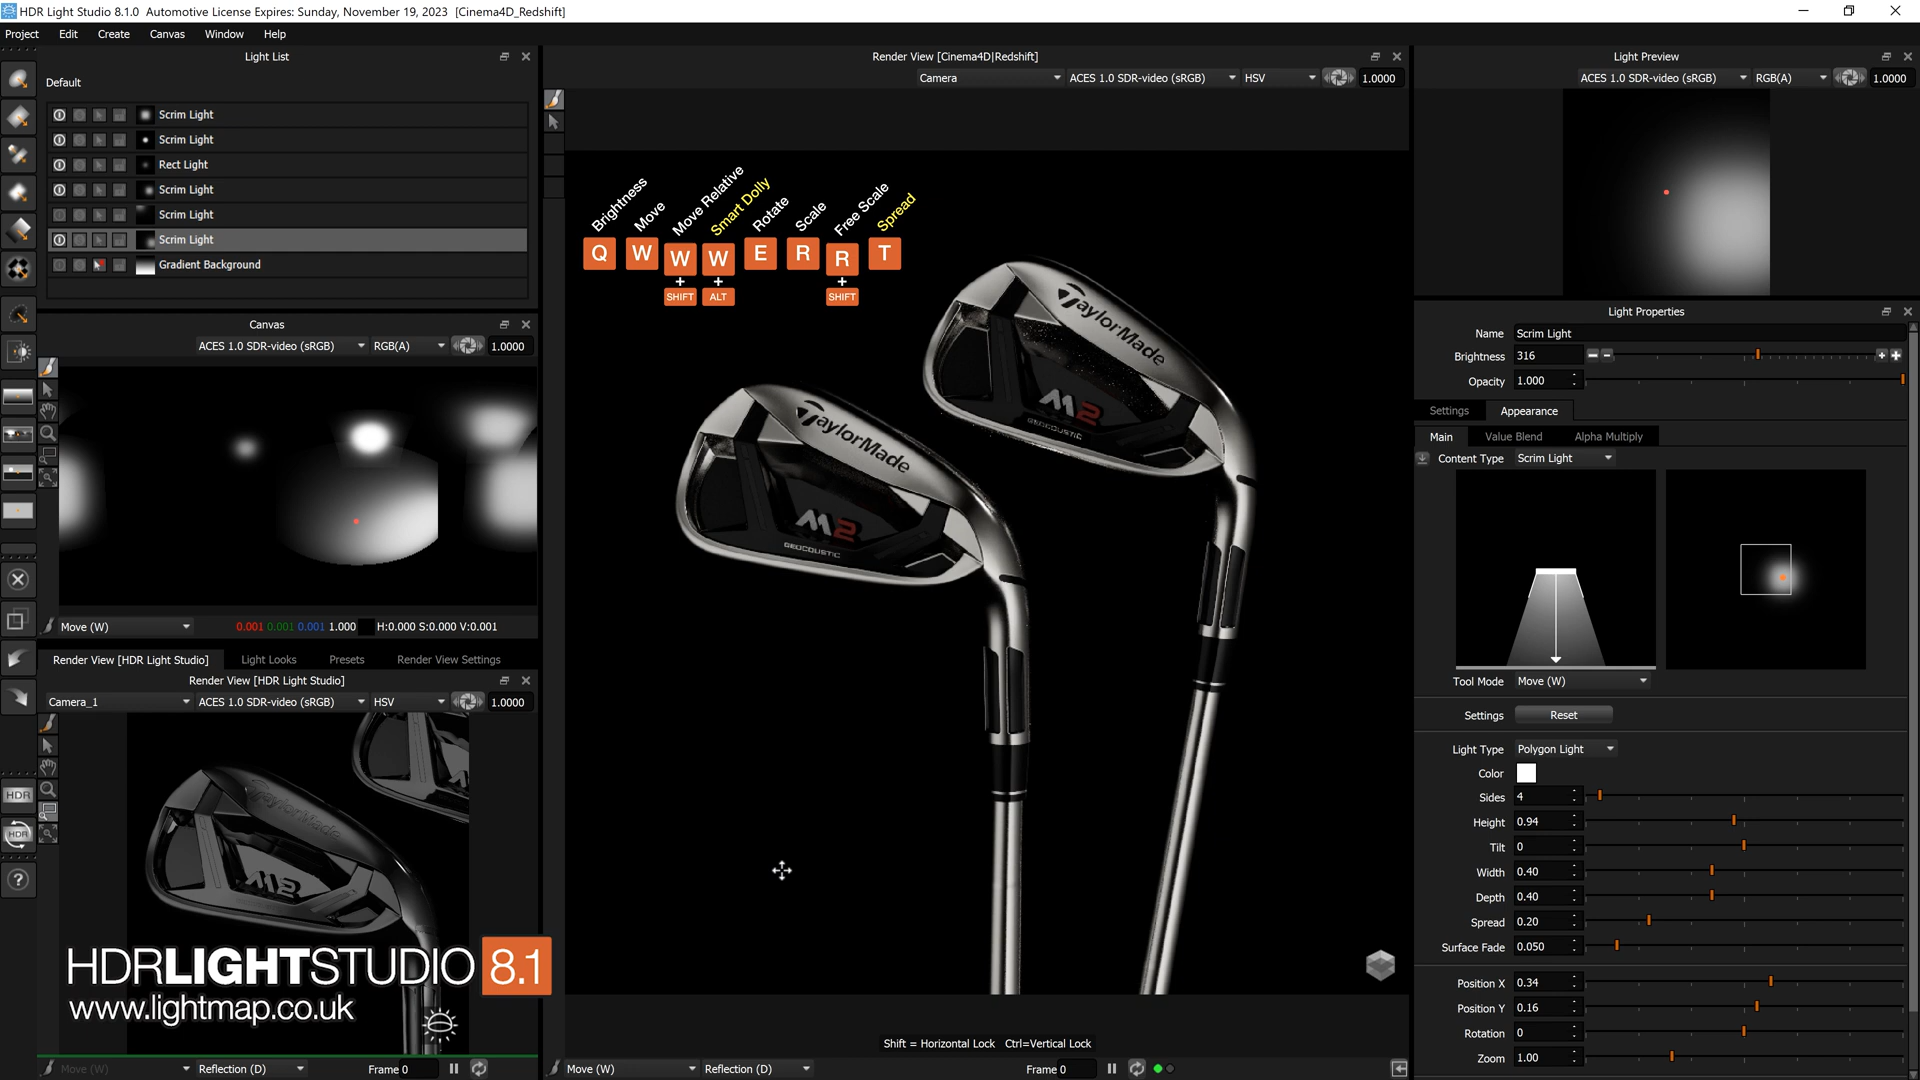 HDR Light Studio 8.1.0  Automotive License Expires: Sunday, November 19, 2023  [Cinema4D_Redshift]
Project  Edit  Create  Canvas  Window  Help
Light List
Default
Scrim Light
Scrim Light
Rect Light
Scrim Light
Scrim Light
Scrim Light
Gradient Background
Canvas
ACES 1.0 SDR-video (sRGB)  RGB(A)  1.0000
Move (W)  0.001 0.001 0.001 1.000  H:0.000 S:0.000 V:0.001
Render View [HDR Light Studio]  Light Looks  Presets  Render View Settings
Render View [HDR Light Studio]
Camera_1  ACES 1.0 SDR-video (sRGB)  HSV  1.0000
HDR
HDR
?
TaylorMade
M2
HDRLIGHTSTUDIO 8.1
www.lightmap.co.uk
Move (W)  Reflection (D)  Frame 0
Render View [Cinema4D|Redshift]
Camera  ACES 1.0 SDR-video (sRGB)  HSV  1.0000
Brightness  Move  Move Relative  Smart Dolly  Rotate  Scale  Free Scale  Spread
Q  W  W  W  E  R  R  T
+  +  +
SHIFT  ALT  SHIFT
TaylorMade
M2
GEOCOUSTIC
TaylorMade
M2
GEOCOUSTIC
Shift = Horizontal Lock  Ctrl=Vertical Lock
Move (W)  Reflection (D)  Frame 0
Light Preview
ACES 1.0 SDR-video (sRGB)  RGB(A)  1.0000
Light Properties
Name  Scrim Light
Brightness  316
Opacity  1.000
Settings  Appearance
Main  Value Blend  Alpha Multiply
Content Type  Scrim Light
Tool Mode  Move (W)
Settings  Reset
Light Type  Polygon Light
Color
Sides  4
Height  0.94
Tilt  0
Width  0.40
Depth  0.40
Spread  0.20
Surface Fade  0.050
Position X  0.34
Position Y  0.16
Rotation  0
Zoom  1.00